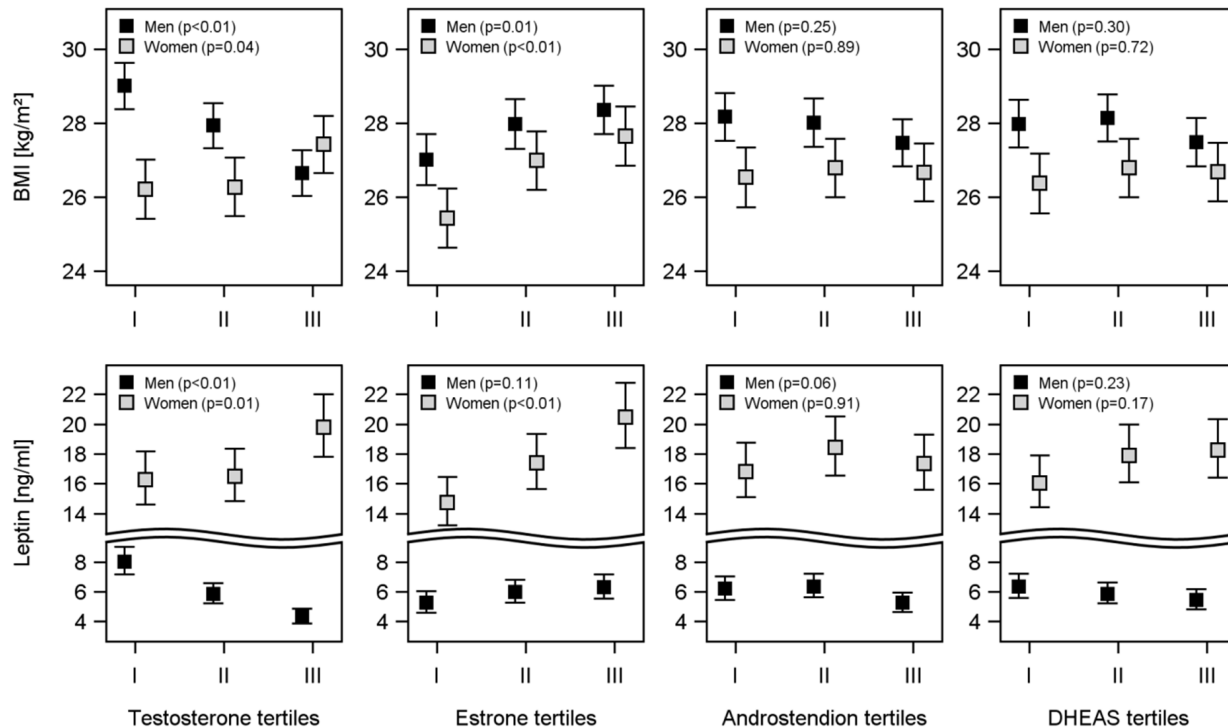 Men (p<0.01)
Women (p=0.04)
Men (p=0.01)
Women (p<0.01)
Men (p=0.25)
Women (p=0.89)
Men (p=0.30)
Women (p=0.72)
BMI [kg/m²]
30
28
26
24
30
28
26
24
30
28
26
24
30
28
26
24
I II III
I II III
I II III
I II III
Men (p<0.01)
Women (p=0.01)
Men (p=0.11)
Women (p<0.01)
Men (p=0.06)
Women (p=0.91)
Men (p=0.23)
Women (p=0.17)
Leptin [ng/ml]
22
20
18
16
14
8
6
4
22
20
18
16
14
8
6
4
22
20
18
16
14
8
6
4
22
20
18
16
14
8
6
4
I II III
I II III
I II III
I II III
Testosterone tertiles
Estrone tertiles
Androstendion tertiles
DHEAS tertiles